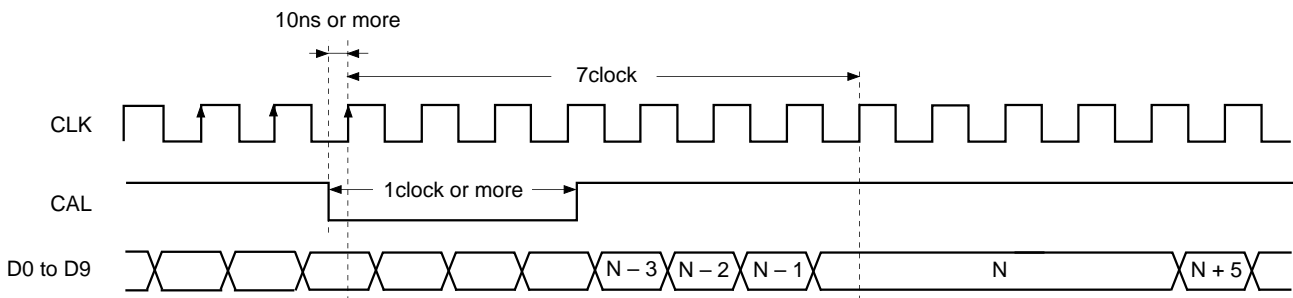 10ns or more
7clock
CLK
CAL
1clock or more
D0 to D9
N – 3
N – 2
N – 1
N
N + 5